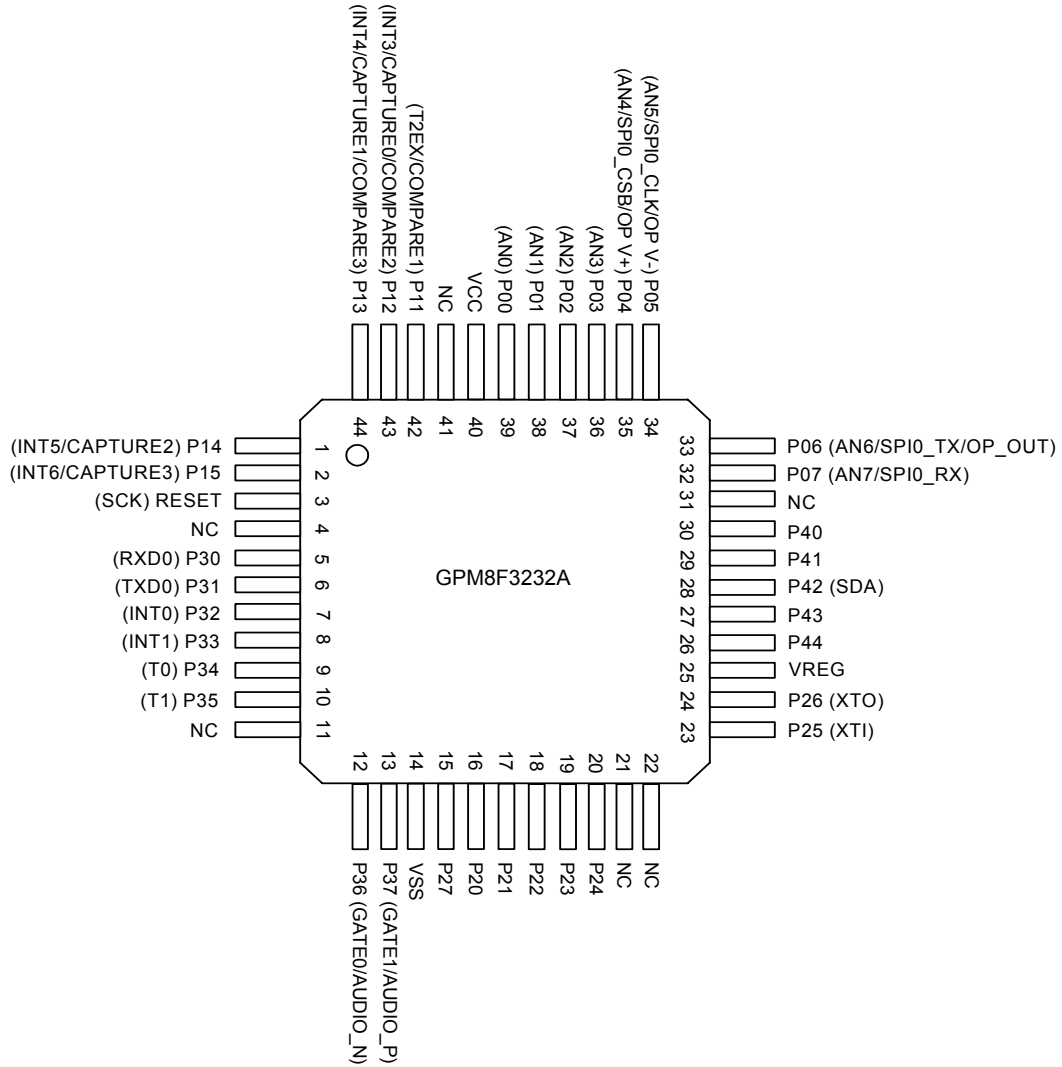 (INT4/CAPTURE1/COMPARE3) P13
(INT3/CAPTURE0/COMPARE2) P12
(T2EX/COMPARE1) P11
NC
VCC
(AN0) P00
(AN1) P01
(AN2) P02
(AN3) P03
(AN4/SPI0_CSB/OP V+) P04
(AN5/SPI0_CLK/OP V-) P05
44
43
42
41
40
39
38
37
36
35
34
(INT5/CAPTURE2) P14
(INT6/CAPTURE3) P15
(SCK) RESET
NC
(RXD0) P30
(TXD0) P31
(INT0) P32
(INT1) P33
(T0) P34
(T1) P35
NC
1
2
3
4
5
6
7
8
9
10
11
GPM8F3232A
33
32
31
30
29
28
27
26
25
24
23
P06 (AN6/SPI0_TX/OP_OUT)
P07 (AN7/SPI0_RX)
NC
P40
P41
P42 (SDA)
P43
P44
VREG
P26 (XTO)
P25 (XTI)
12
13
14
15
16
17
18
19
20
21
22
P36 (GATE0/AUDIO_N)
P37 (GATE1/AUDIO_P)
VSS
P27
P20
P21
P22
P23
P24
NC
NC